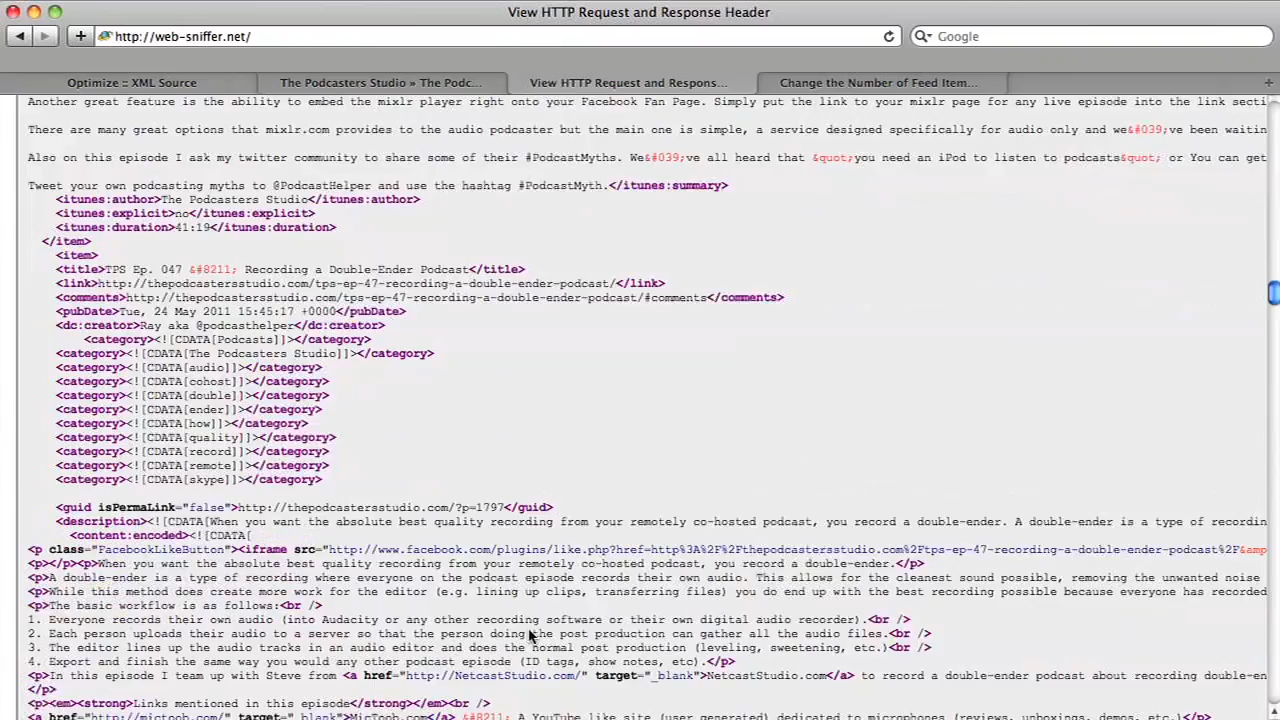 View HTTP Request and Response Header
http://web-sniffer.net/
Google
Optimize :: XML Source
The Podcasters Studio » The Podc...
View HTTP Request and Respons...
Change the Number of Feed Item...
Another great feature is the ability to embed the mixlr player right onto your Facebook Fan Page. Simply put the link to your mixlr page for any live episode into the link secti
There are many great options that mixlr.com provides to the audio podcaster but the main one is simple, a service designed specifically for audio only and we&#039;ve been waitin
Also on this episode I ask my twitter community to share some of their #PodcastMyths. We&#039;ve all heard that &quot;you need an iPod to listen to podcasts&quot; or You can get
Tweet your own podcasting myths to @PodcastHelper and use the hashtag #PodcastMyth.</itunes:summary>
<itunes:author>The Podcasters Studio</itunes:author>
<itunes:explicit>no</itunes:explicit>
<itunes:duration>41:19</itunes:duration>
</item>
<item>
<title>TPS Ep. 047 &#8211; Recording a Double-Ender Podcast</title>
<link>http://thepodcastersstudio.com/tps-ep-47-recording-a-double-ender-podcast/</link>
<comments>http://thepodcastersstudio.com/tps-ep-47-recording-a-double-ender-podcast/#comments</comments>
<pubDate>Tue, 24 May 2011 15:45:17 +0000</pubDate>
<dc:creator>Ray aka @podcasthelper</dc:creator>
<category><![CDATA[Podcasts]]></category>
<category><![CDATA[The Podcasters Studio]]></category>
<category><![CDATA[audio]]></category>
<category><![CDATA[cohost]]></category>
<category><![CDATA[double]]></category>
<category><![CDATA[ender]]></category>
<category><![CDATA[how]]></category>
<category><![CDATA[quality]]></category>
<category><![CDATA[record]]></category>
<category><![CDATA[remote]]></category>
<category><![CDATA[skype]]></category>
<guid isPermaLink="false">http://thepodcastersstudio.com/?p=1797</guid>
<description><![CDATA[When you want the absolute best quality recording from your remotely co-hosted podcast, you record a double-ender. A double-ender is a type of recordin
<content:encoded><![CDATA[
<p class="FacebookLikeButton"><iframe src="http://www.facebook.com/plugins/like.php?href=http%3A%2F%2Fthepodcastersstudio.com%2Ftps-ep-47-recording-a-double-ender-podcast%2F&amp
<p></p><p>When you want the absolute best quality recording from your remotely co-hosted podcast, you record a double-ender.</p>
<p>A double-ender is a type of recording where everyone on the podcast episode records their own audio. This allows for the cleanest sound possible, removing the unwanted noise
<p>While this method does create more work for the editor (e.g. lining up clips, transferring files) you do end up with the best recording possible because everyone has recorded
<p>The basic workflow is as follows:<br />
1. Everyone records their own audio (into Audacity or any other recording software or their own digital audio recorder).<br />
2. Each person uploads their audio to a server so that the person doing the post production can gather all the audio files.<br />
3. The editor lines up the audio tracks in an audio editor and does the normal post production (leveling, sweetening, etc.)<br />
4. Export and finish the same way you would any other podcast episode (ID tags, show notes, etc).</p>
<p>In this episode I team up with Steve from <a href="http://NetcastStudio.com/" target="_blank">NetcastStudio.com</a> to record a double-ender podcast about recording double-en
</p>
<p><em><strong>Links mentioned in this episode</strong></em><br />
<a href="http://mictoob.com/" target="_blank">MicToob.com</a> &#8211; A YouTube like site (user generated) dedicated to microphones (reviews, unboxings, demos, etc.)</p>